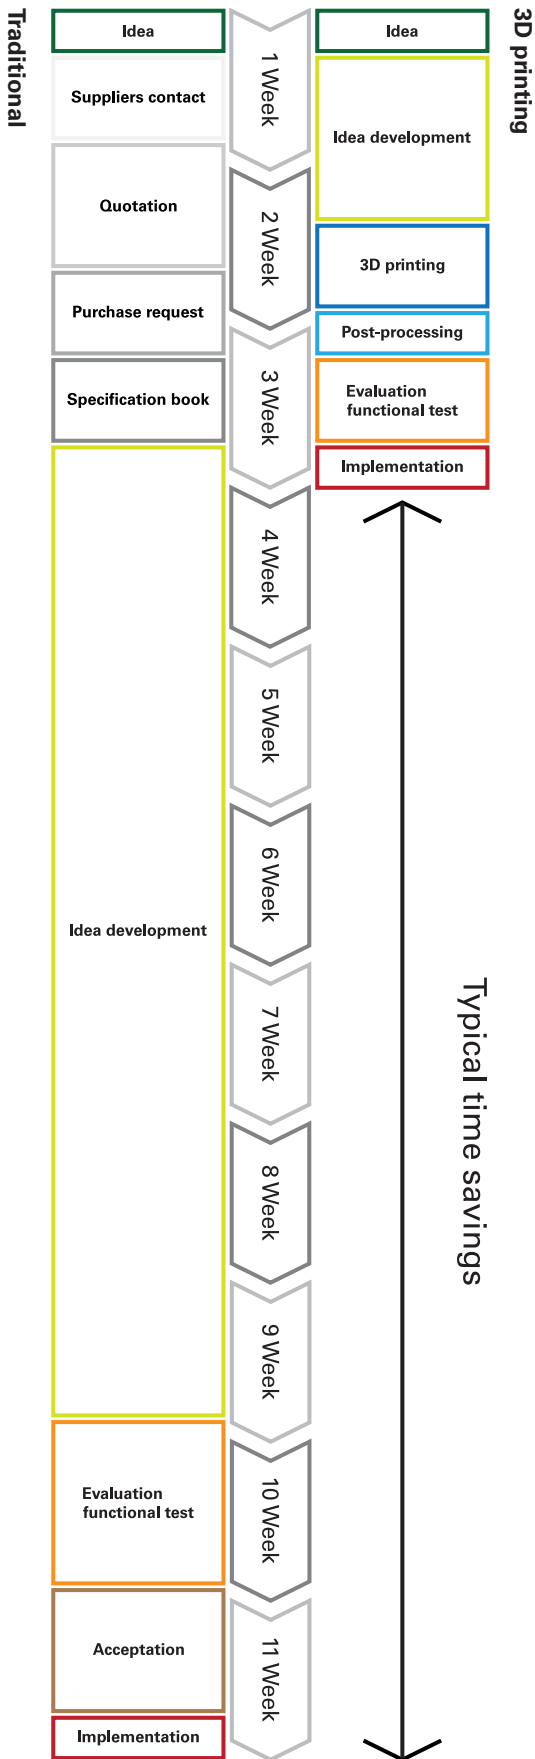 Traditional
Idea
Suppliers contact
Quotation
Purchase request
Specification book
Idea development
Evaluation
functional test
Acceptation
Implementation
1 Week
2 Week
3 Week
4 Week
5 Week
6 Week
7 Week
8 Week
9 Week
10 Week
11 Week
3D printing
Idea
Idea development
3D printing
Post-processing
Evaluation
functional test
Implementation
Typical time savings